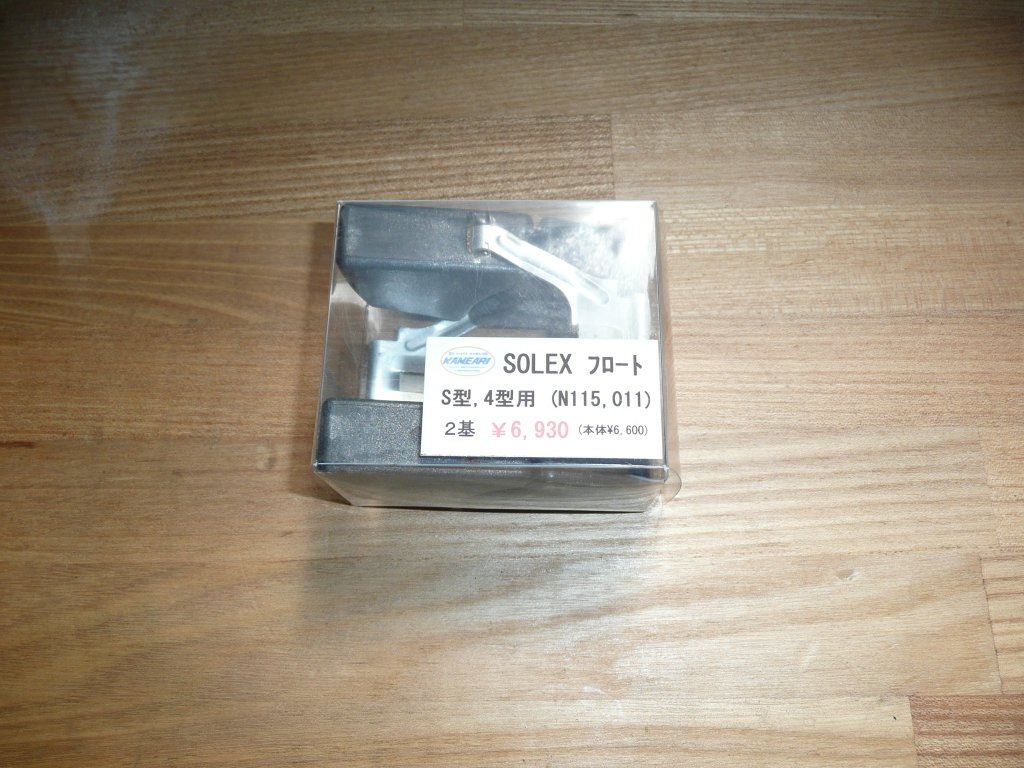 KANEARI
SOLEX フロート
S型,4型用 (N115,011)
2基 ¥6,930 (本体¥6,600)